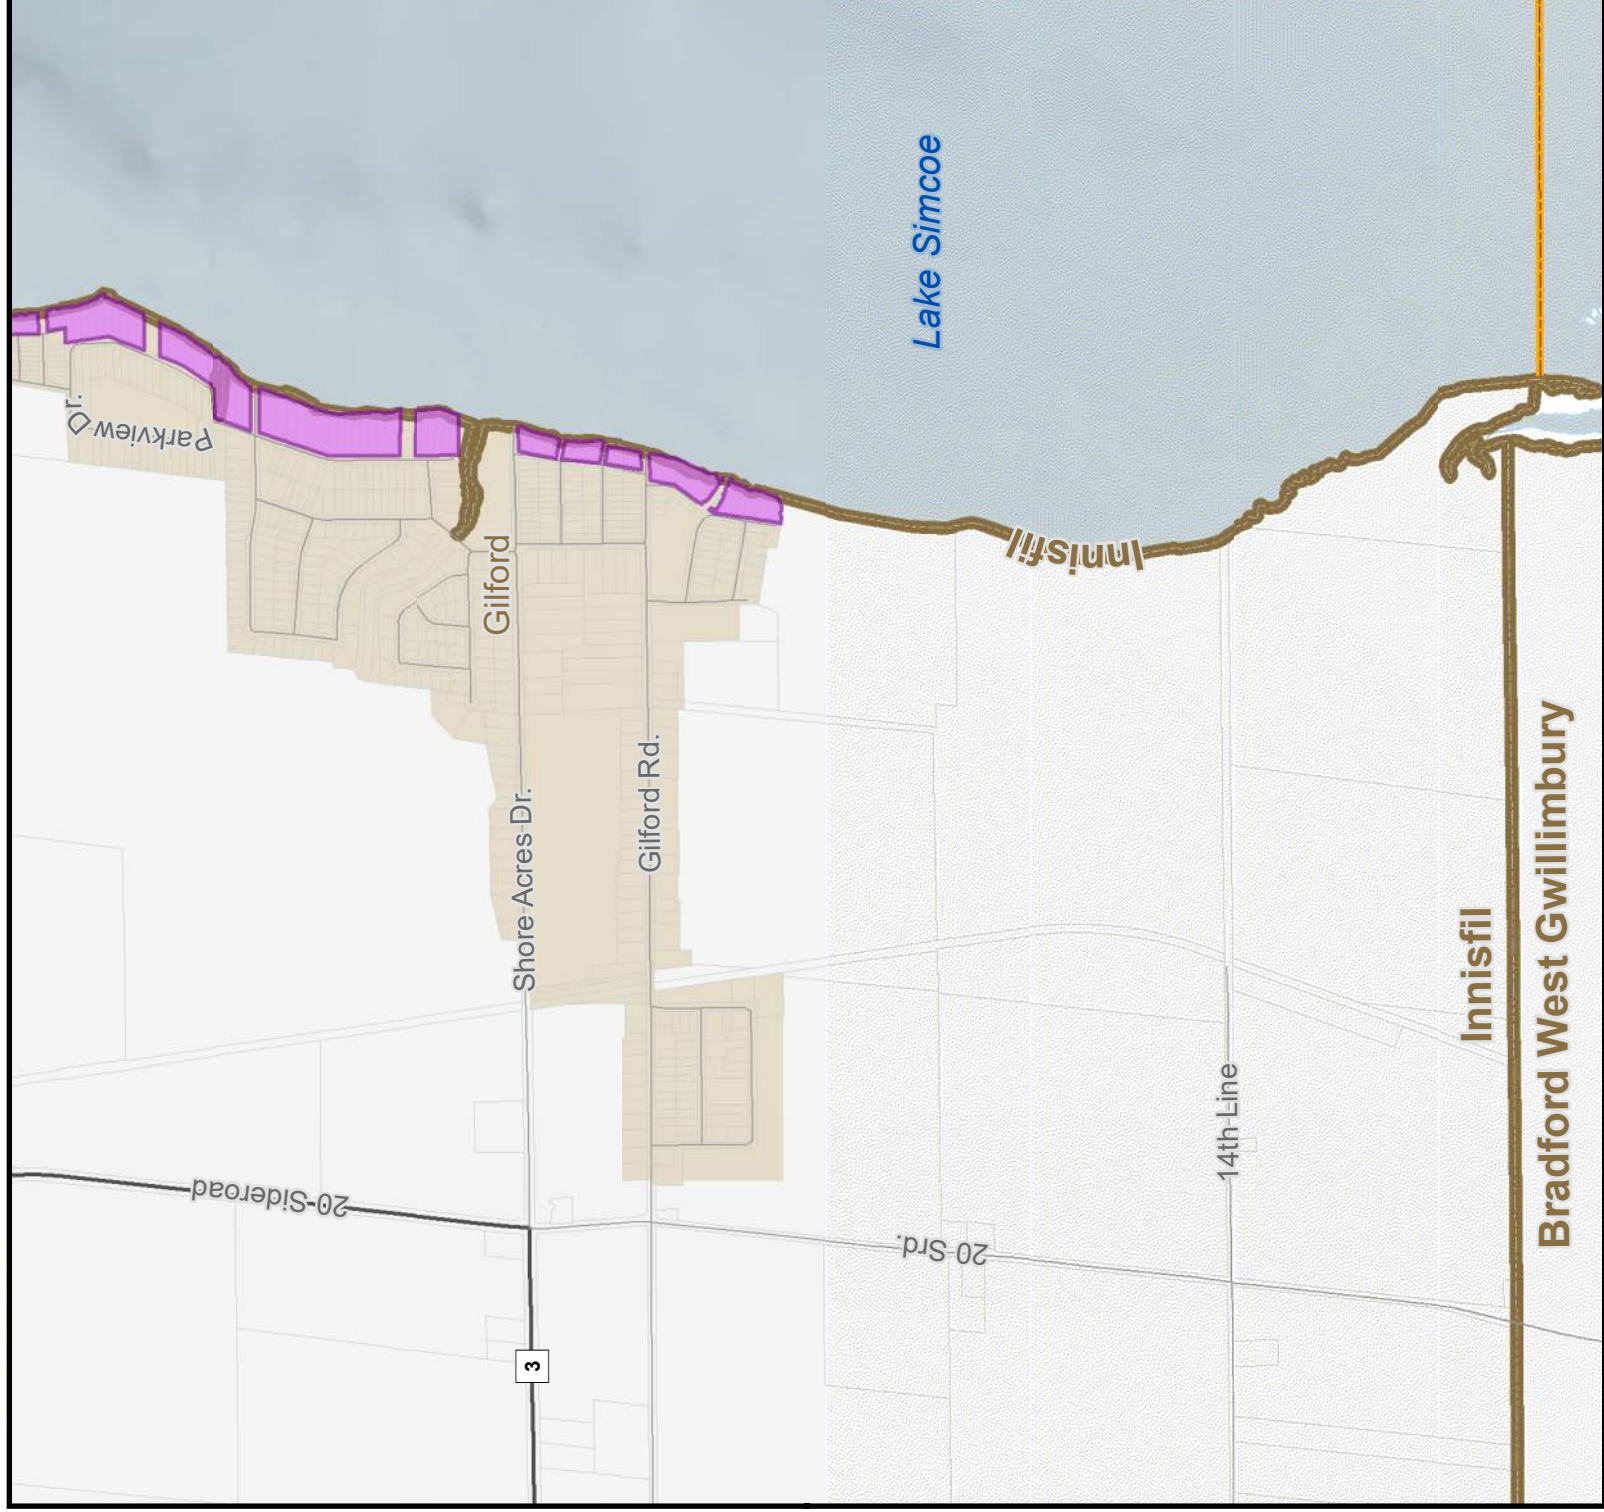 Parkview Dr.
Lake Simcoe
Gilford
Innisfil
Shore Acres Dr.
Gilford Rd.
20 Sideroad
20 Srd.
14th Line
3
Innisfil
Bradford West Gwillimbury